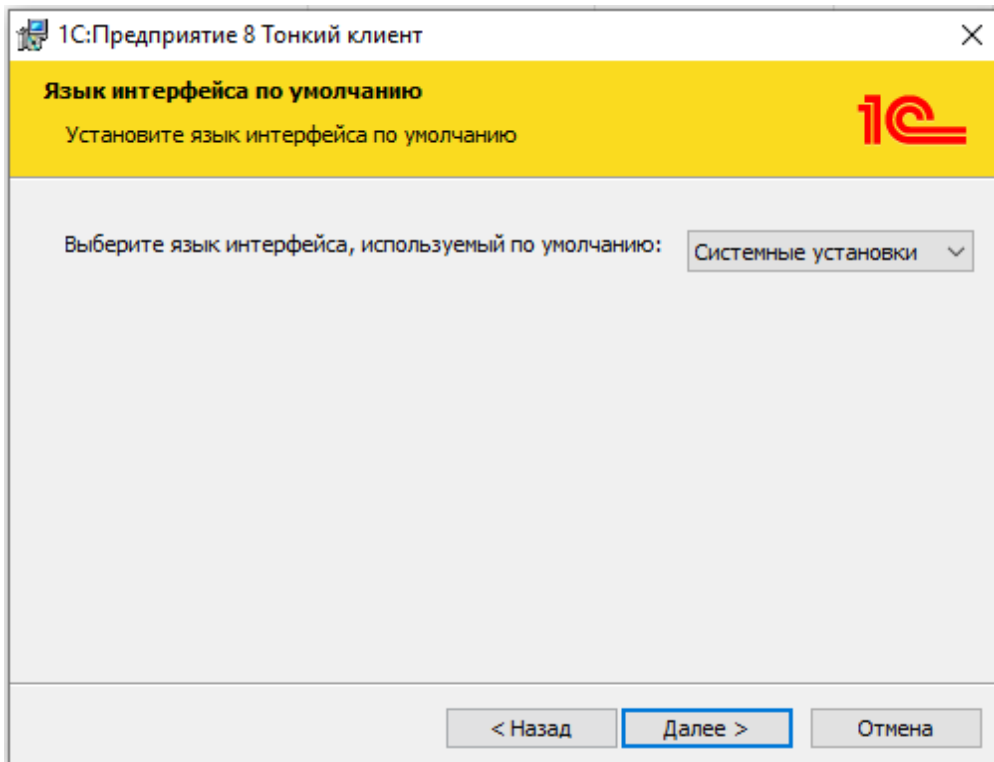 1С:Предприятие 8 Тонкий клиент
Язык интерфейса по умолчанию
Установите язык интерфейса по умолчанию
1С
Выберите язык интерфейса, используемый по умолчанию:
Системные установки
< Назад
Далее >
Отмена